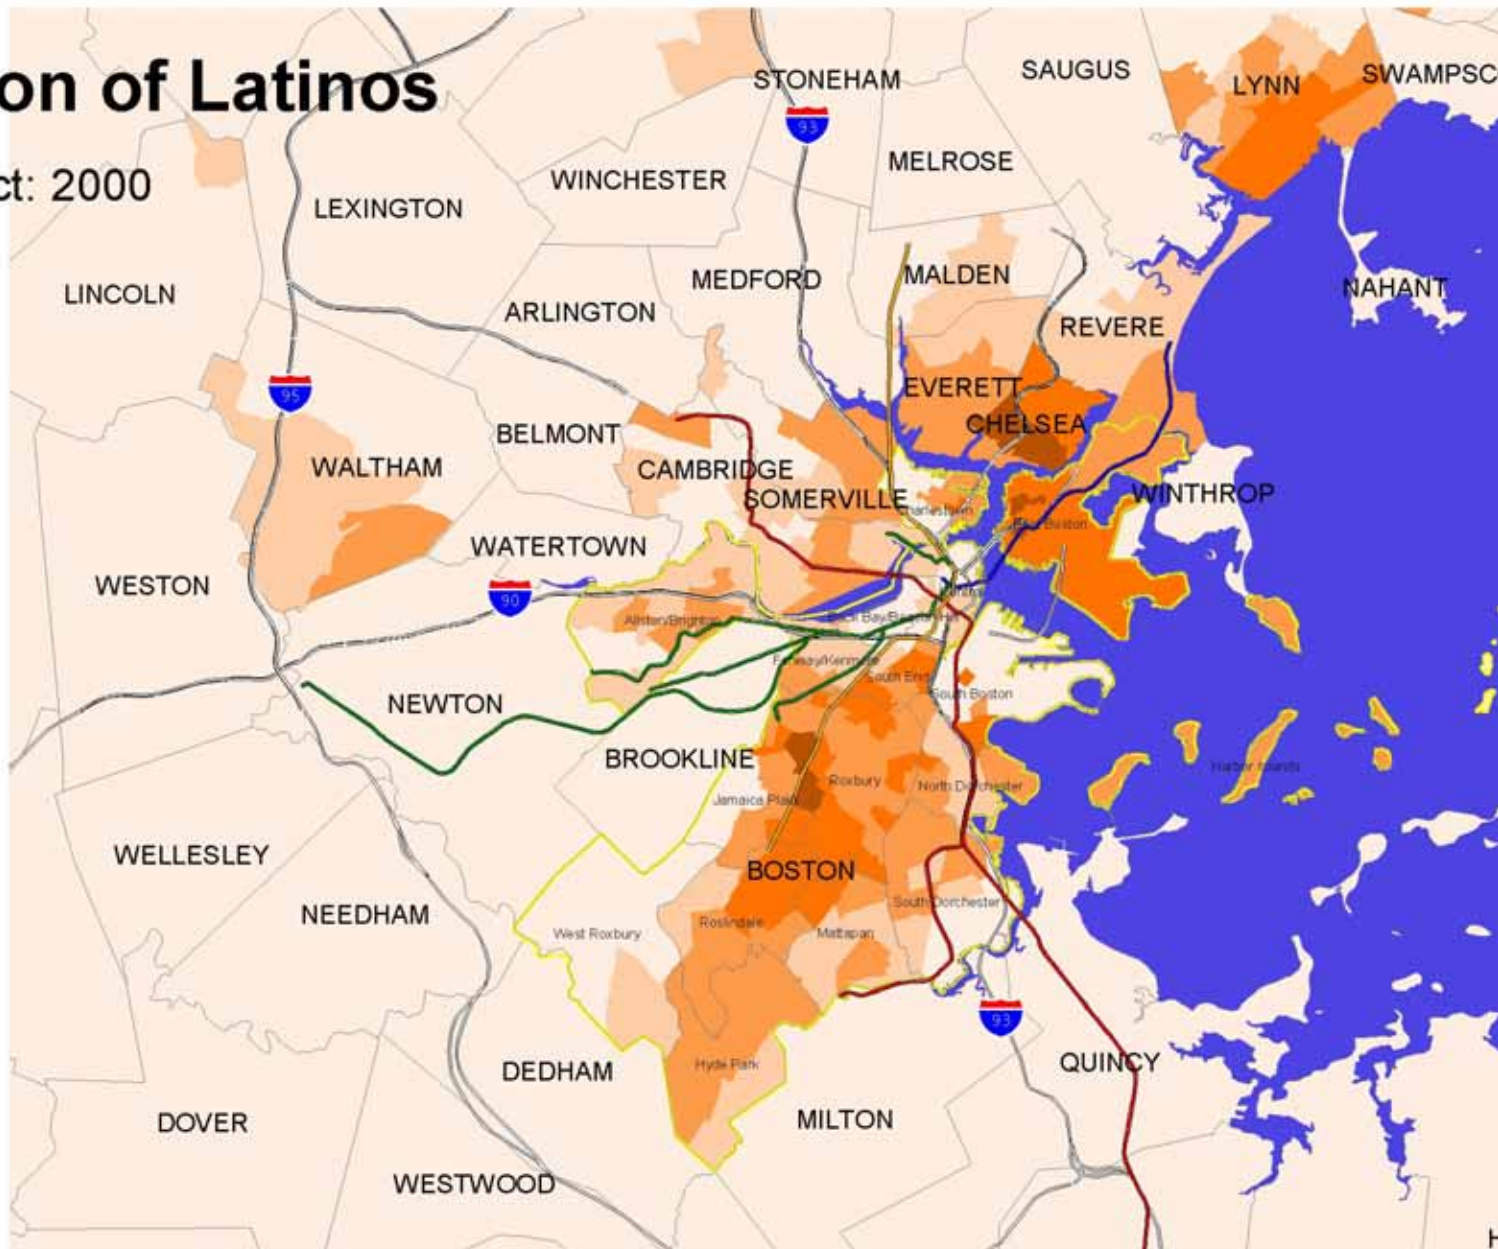 on of Latinos
ct: 2000
STONEHAM
SAUGUS
LYNN
SWAMPSC
93
MELROSE
WINCHESTER
LEXINGTON
LINCOLN
MEDFORD
MALDEN
NAHANT
ARLINGTON
REVERE
95
EVERETT
CHELSEA
BELMONT
WALTHAM
CAMBRIDGE
SOMERVILLE
WINTHROP
Charlestown
East Boston
WATERTOWN
WESTON
90
Allston/Brighton
Back Bay/Beacon Hill
Fenway/Kenmore
South End
South Boston
NEWTON
BROOKLINE
Harbor Islands
Roxbury
North Dorchester
Jamaica Plain
WELLESLEY
BOSTON
NEEDHAM
South Dorchester
Roslindale
West Roxbury
Mattapan
93
QUINCY
DEDHAM
Hyde Park
DOVER
MILTON
WESTWOOD
H